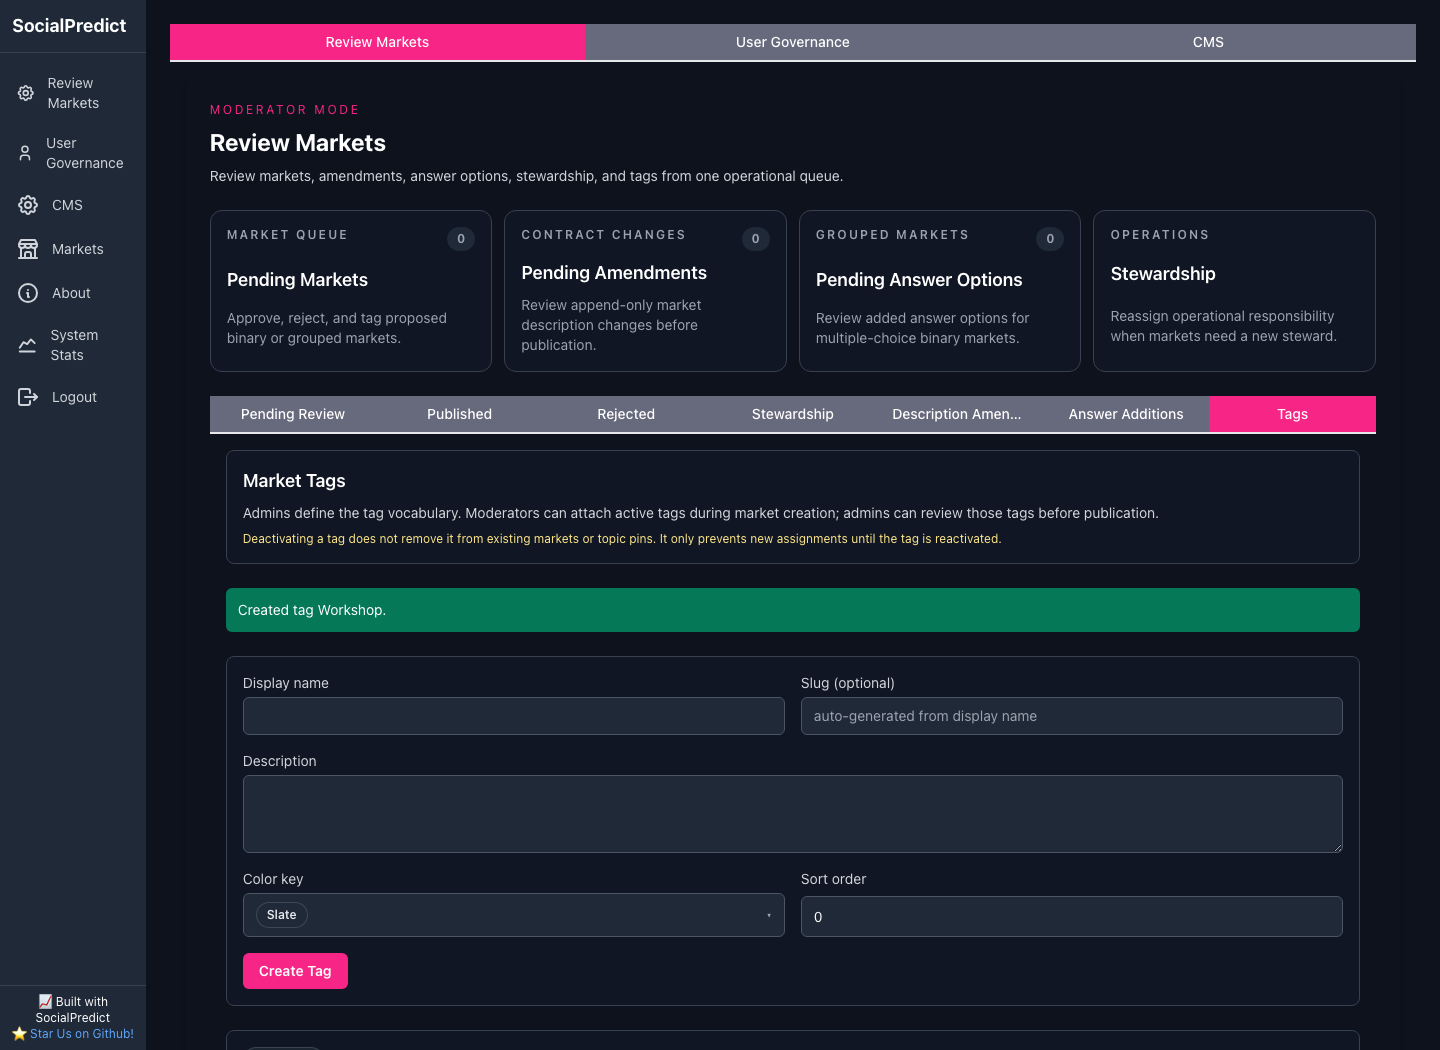 SocialPredict
Review
Markets
User
Governance
CMS
Markets
About
System
Stats
Logout
📈 Built with
SocialPredict
⭐ Star Us on Github!
Review Markets
User Governance
CMS
MODERATOR MODE
Review Markets
Review markets, amendments, answer options, stewardship, and tags from one operational queue.
MARKET QUEUE
0
Pending Markets
Approve, reject, and tag proposed
binary or grouped markets.
CONTRACT CHANGES
0
Pending Amendments
Review append-only market
description changes before
publication.
GROUPED MARKETS
0
Pending Answer Options
Review added answer options for
multiple-choice binary markets.
OPERATIONS
Stewardship
Reassign operational responsibility
when markets need a new steward.
Pending Review
Published
Rejected
Stewardship
Description Amen...
Answer Additions
Tags
Market Tags
Admins define the tag vocabulary. Moderators can attach active tags during market creation; admins can review those tags before publication.
Deactivating a tag does not remove it from existing markets or topic pins. It only prevents new assignments until the tag is reactivated.
Created tag Workshop.
Display name
Slug (optional)
auto-generated from display name
Description
Color key
Slate
Sort order
0
Create Tag